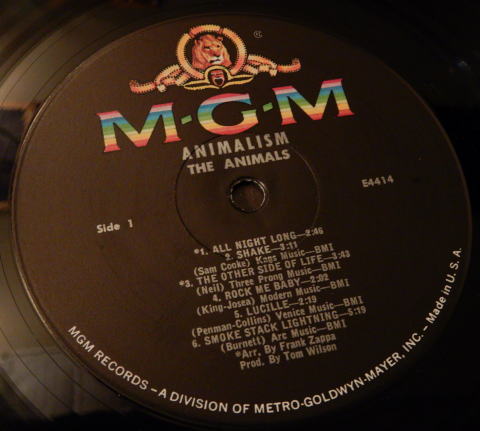 M-G-M
ANIMALISM
THE ANIMALS
Side 1
E4414
*1. ALL NIGHT LONG—2:46
2. SHAKE—3:11
(Sam Cooke) Kags Music—BMI
*3. THE OTHER SIDE OF LIFE—3:43
(Neil) Three Prong Music—BMI
4. ROCK ME BABY—2:02
(King-Josea) Modern Music—BMI
5. LUCILLE—2:19
(Penman-Collins) Venice Music—BMI
6. SMOKE STACK LIGHTNING—5:19
(Burnett) Arc Music—BMI
*Arr. By Frank Zappa
Prod. By Tom Wilson
MGM RECORDS – A DIVISION OF METRO-GOLDWYN-MAYER, INC. – Made in U. S. A.